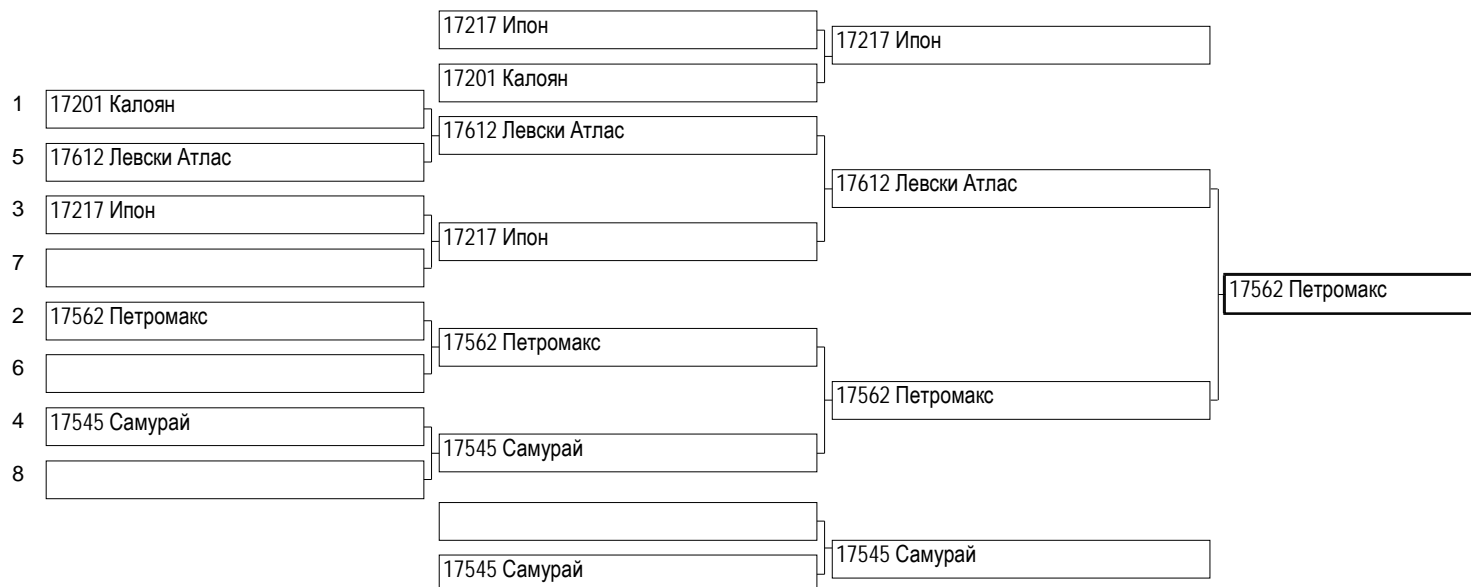 17217 Ипон
17201 Калоян
17217 Ипон
1 17201 Калоян
5 17612 Левски Атлас
3 17217 Ипон
7
2 17562 Петромакс
6
4 17545 Самурай
8
17612 Левски Атлас
17217 Ипон
17562 Петромакс
17545 Самурай
17612 Левски Атлас
17562 Петромакс
17562 Петромакс
17545 Самурай
17545 Самурай